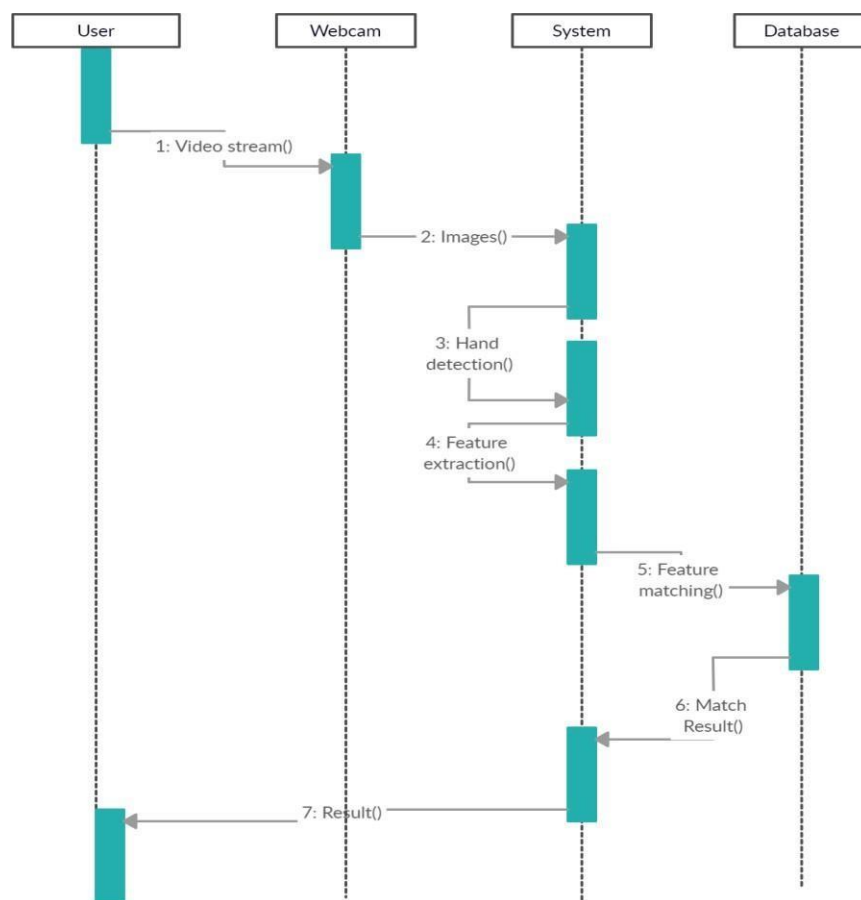 User
Webcam
System
Database
1: Video stream()
2: Images()
3: Hand
detection()
4: Feature
extraction()
5: Feature
matching()
6: Match
Result()
7: Result()